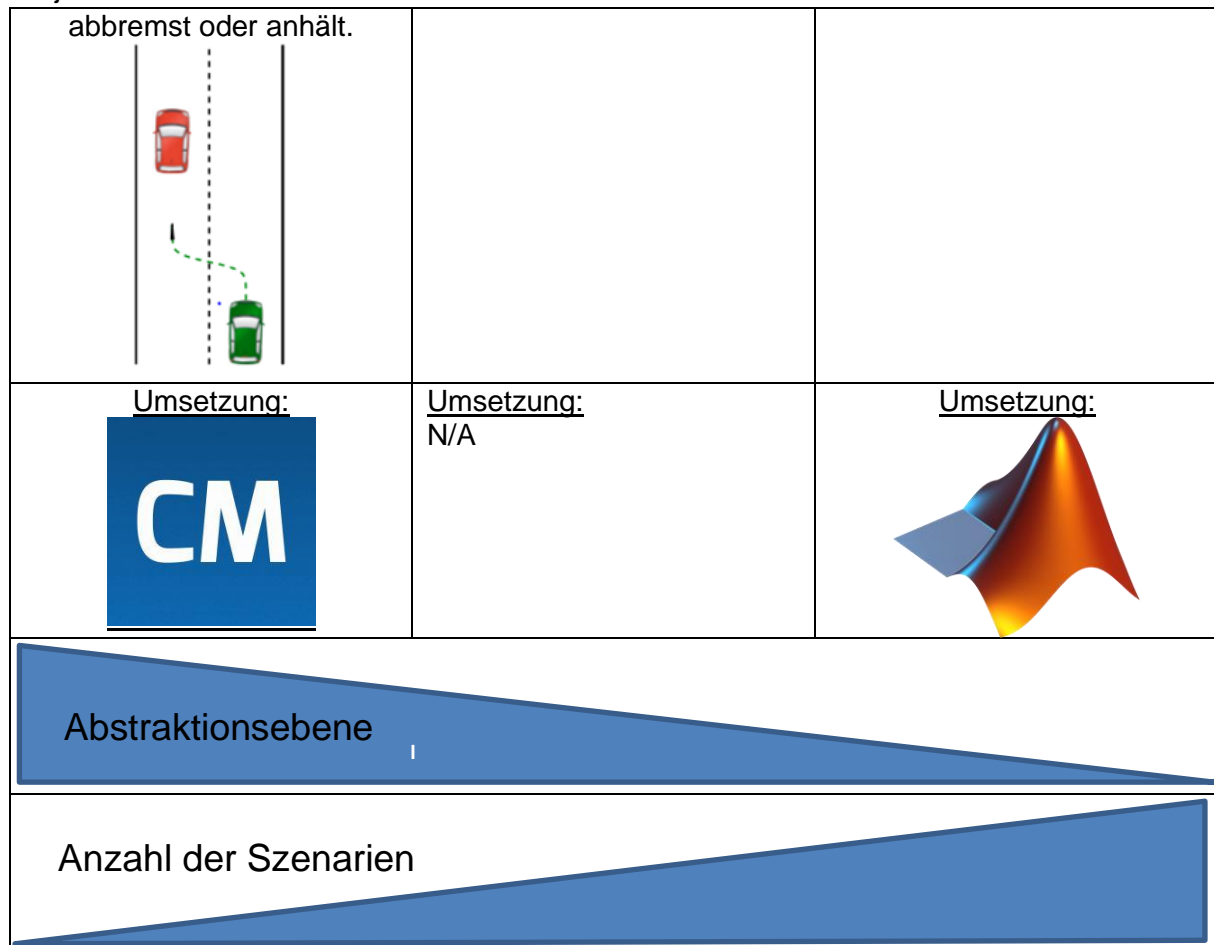 abbremst oder anhält.
Umsetzung:
CM
Umsetzung:
N/A
Umsetzung:
Abstraktionsebene
Anzahl der Szenarien